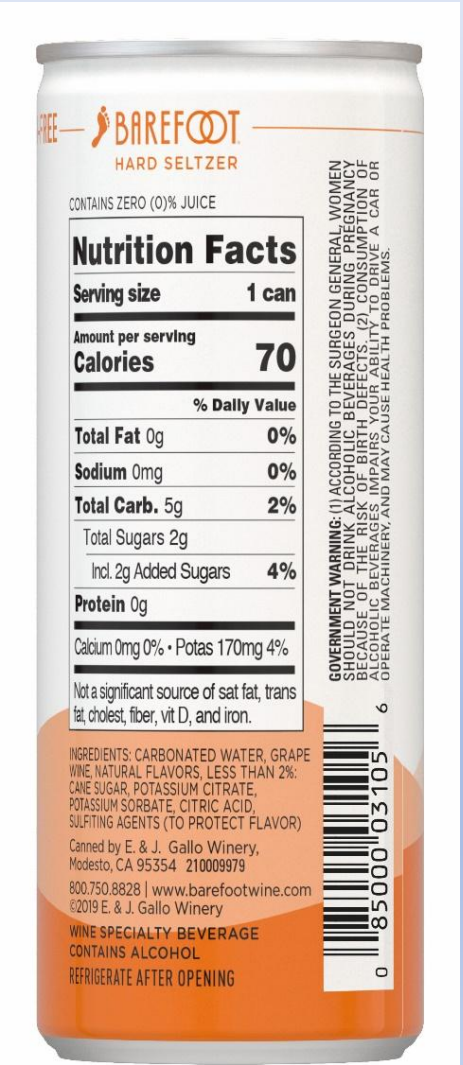 -FREE
BAREFOOT
HARD SELTZER
CONTAINS ZERO (0)% JUICE
Nutrition Facts
Serving size 1 can
Amount per serving
Calories 70
% Daily Value
Total Fat 0g 0%
Sodium 0mg 0%
Total Carb. 5g 2%
Total Sugars 2g
Incl. 2g Added Sugars 4%
Protein 0g
Calcium 0mg 0% • Potas 170mg 4%
Not a significant source of sat fat, trans
fat, cholest, fiber, vit D, and iron.
INGREDIENTS: CARBONATED WATER, GRAPE
WINE, NATURAL FLAVORS, LESS THAN 2%:
CANE SUGAR, POTASSIUM CITRATE,
POTASSIUM SORBATE, CITRIC ACID,
SULFITING AGENTS (TO PROTECT FLAVOR)
Canned by E. & J. Gallo Winery,
Modesto, CA 95354 210009979
800.750.8828 | www.barefootwine.com
©2019 E. & J. Gallo Winery
WINE SPECIALTY BEVERAGE
CONTAINS ALCOHOL
REFRIGERATE AFTER OPENING
GOVERNMENT WARNING: (1) ACCORDING TO THE SURGEON GENERAL, WOMEN
SHOULD NOT DRINK ALCOHOLIC BEVERAGES DURING PREGNANCY
BECAUSE OF THE RISK OF BIRTH DEFECTS. (2) CONSUMPTION OF
ALCOHOLIC BEVERAGES IMPAIRS YOUR ABILITY TO DRIVE A CAR OR
OPERATE MACHINERY, AND MAY CAUSE HEALTH PROBLEMS.
0 85000 03105 6